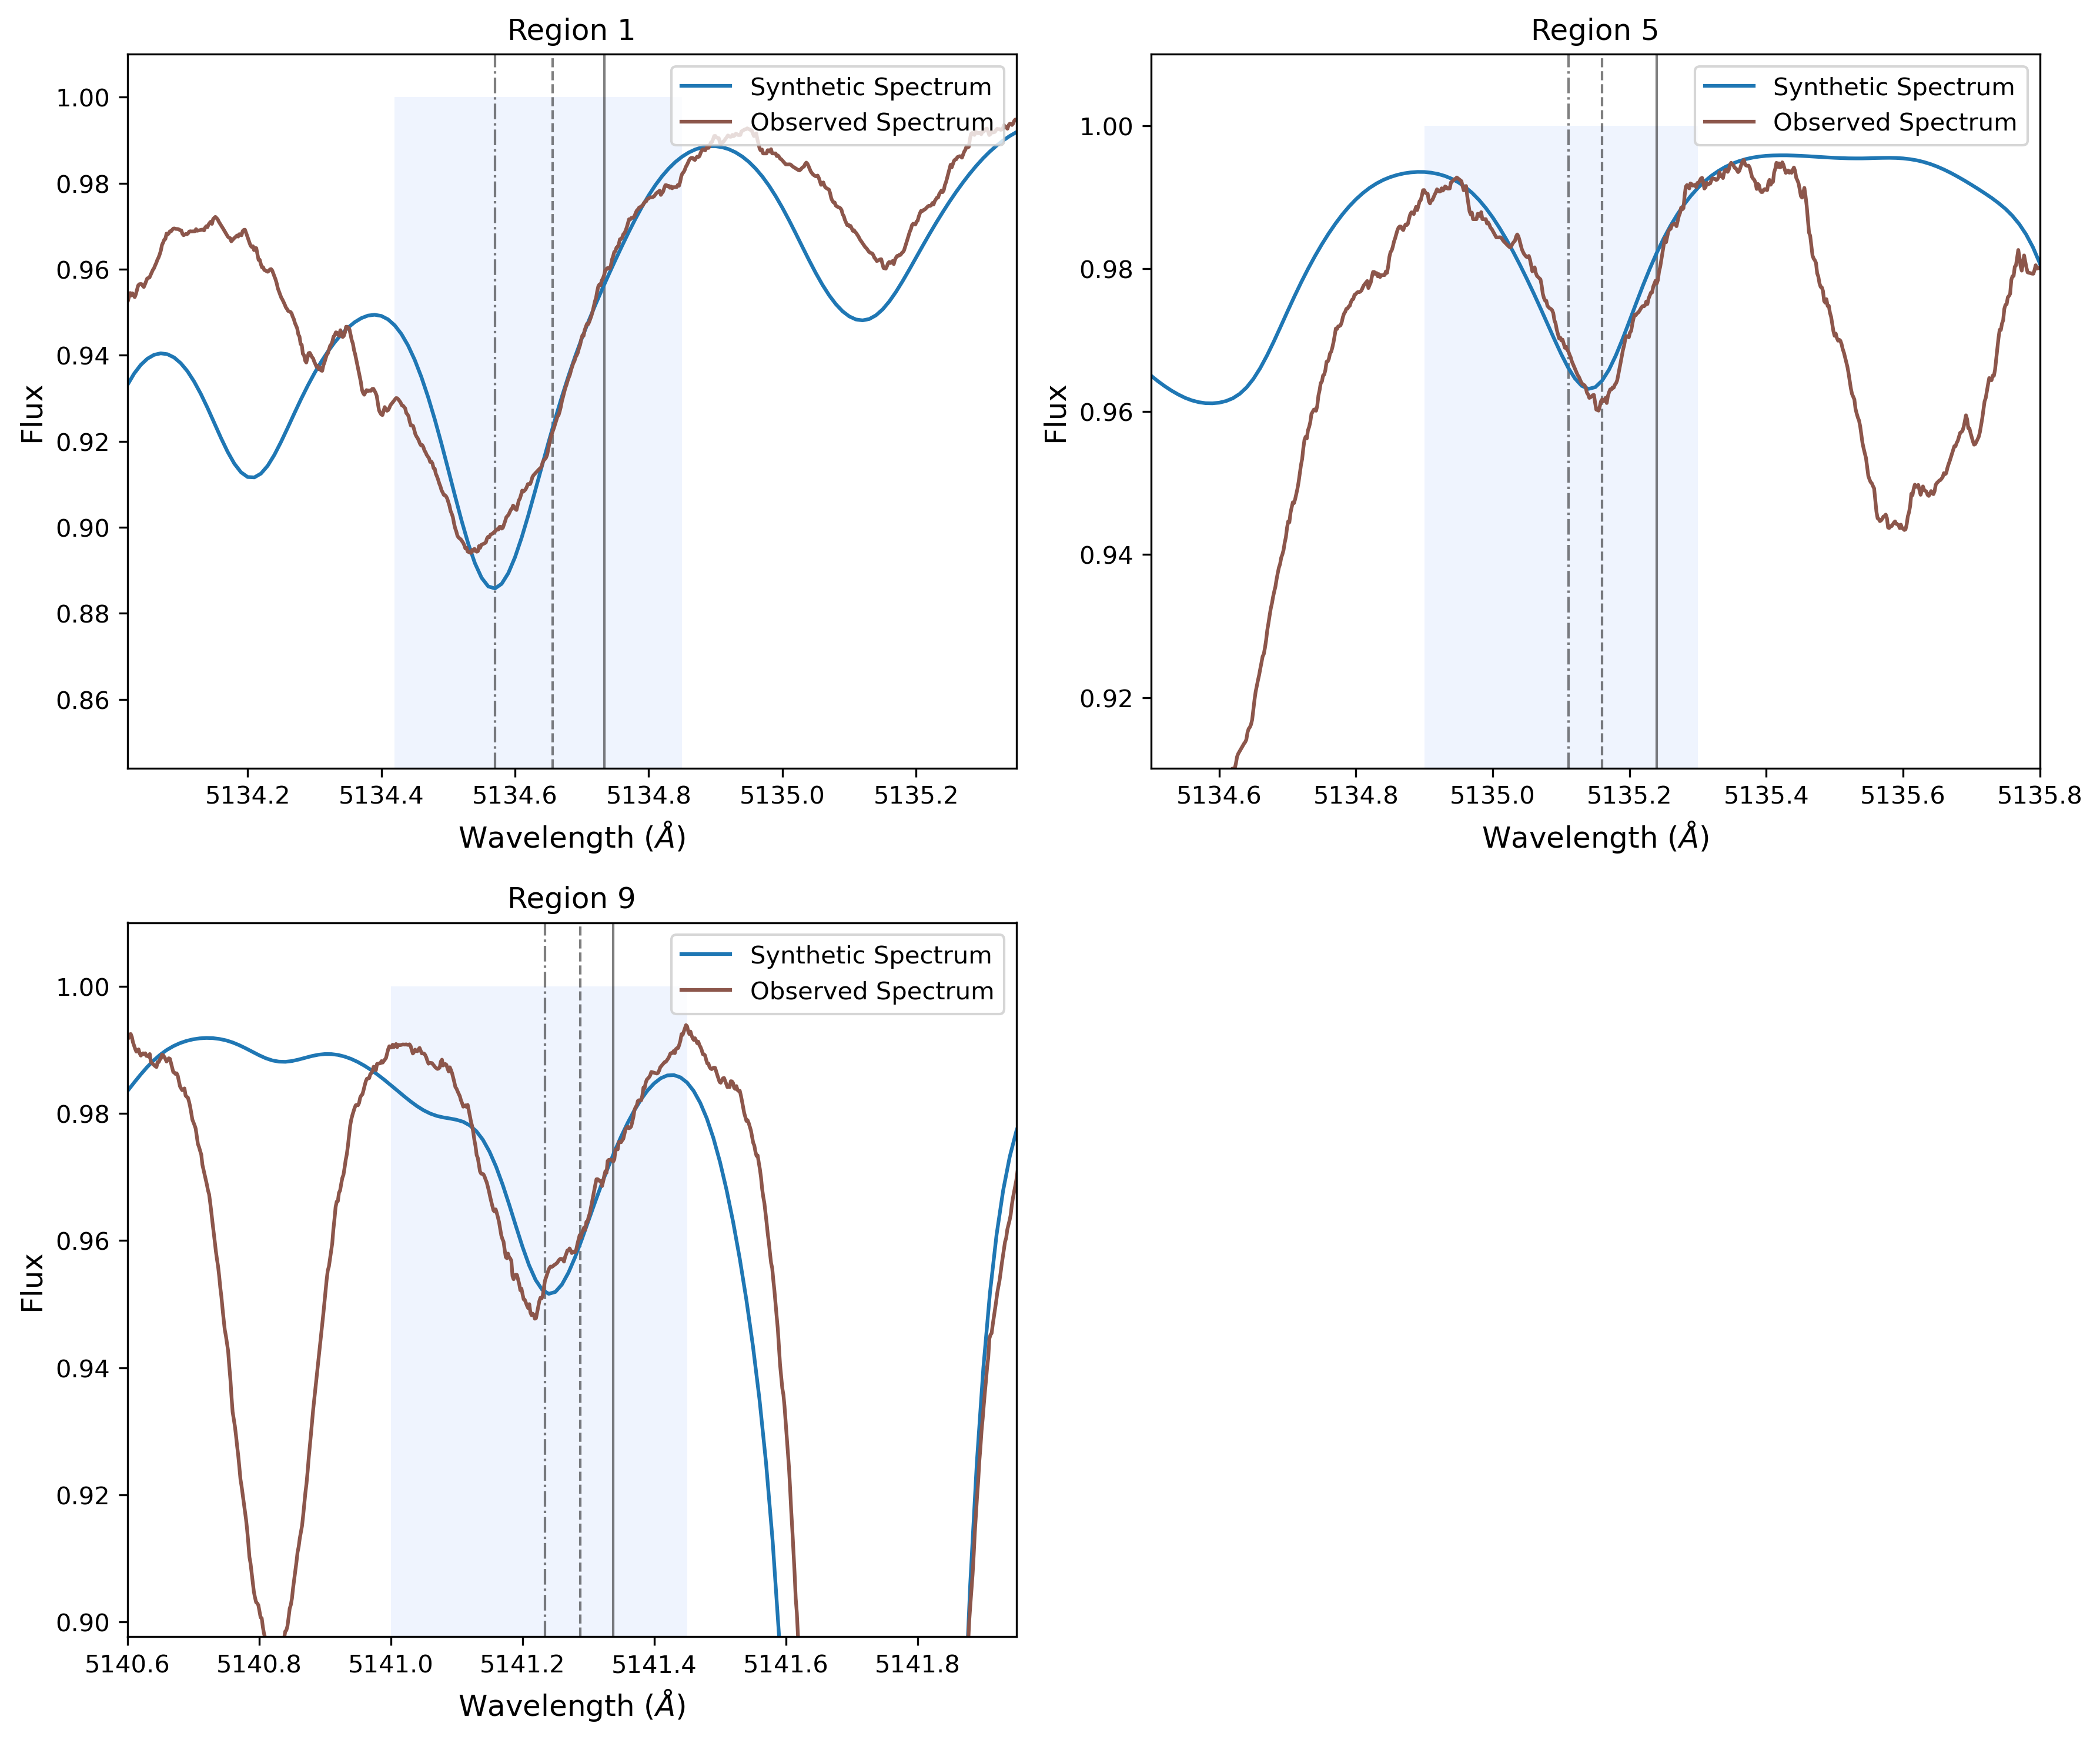 Region 1
Synthetic Spectrum
Observed Spectrum
Flux
1.00
0.98
0.96
0.94
0.92
0.90
0.88
0.86
5134.2 5134.4 5134.6 5134.8 5135.0 5135.2
Wavelength (Å)
Region 5
Synthetic Spectrum
Observed Spectrum
Flux
1.00
0.98
0.96
0.94
0.92
5134.6 5134.8 5135.0 5135.2 5135.4 5135.6 5135.8
Wavelength (Å)
Region 9
Synthetic Spectrum
Observed Spectrum
Flux
1.00
0.98
0.96
0.94
0.92
0.90
5140.6 5140.8 5141.0 5141.2 5141.4 5141.6 5141.8
Wavelength (Å)